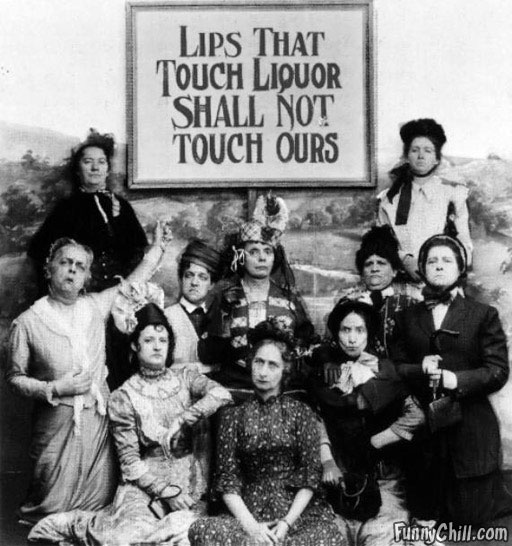 LIPS THAT
TOUCH LIQUOR
SHALL NOT
TOUCH OURS
FunnyChill.com